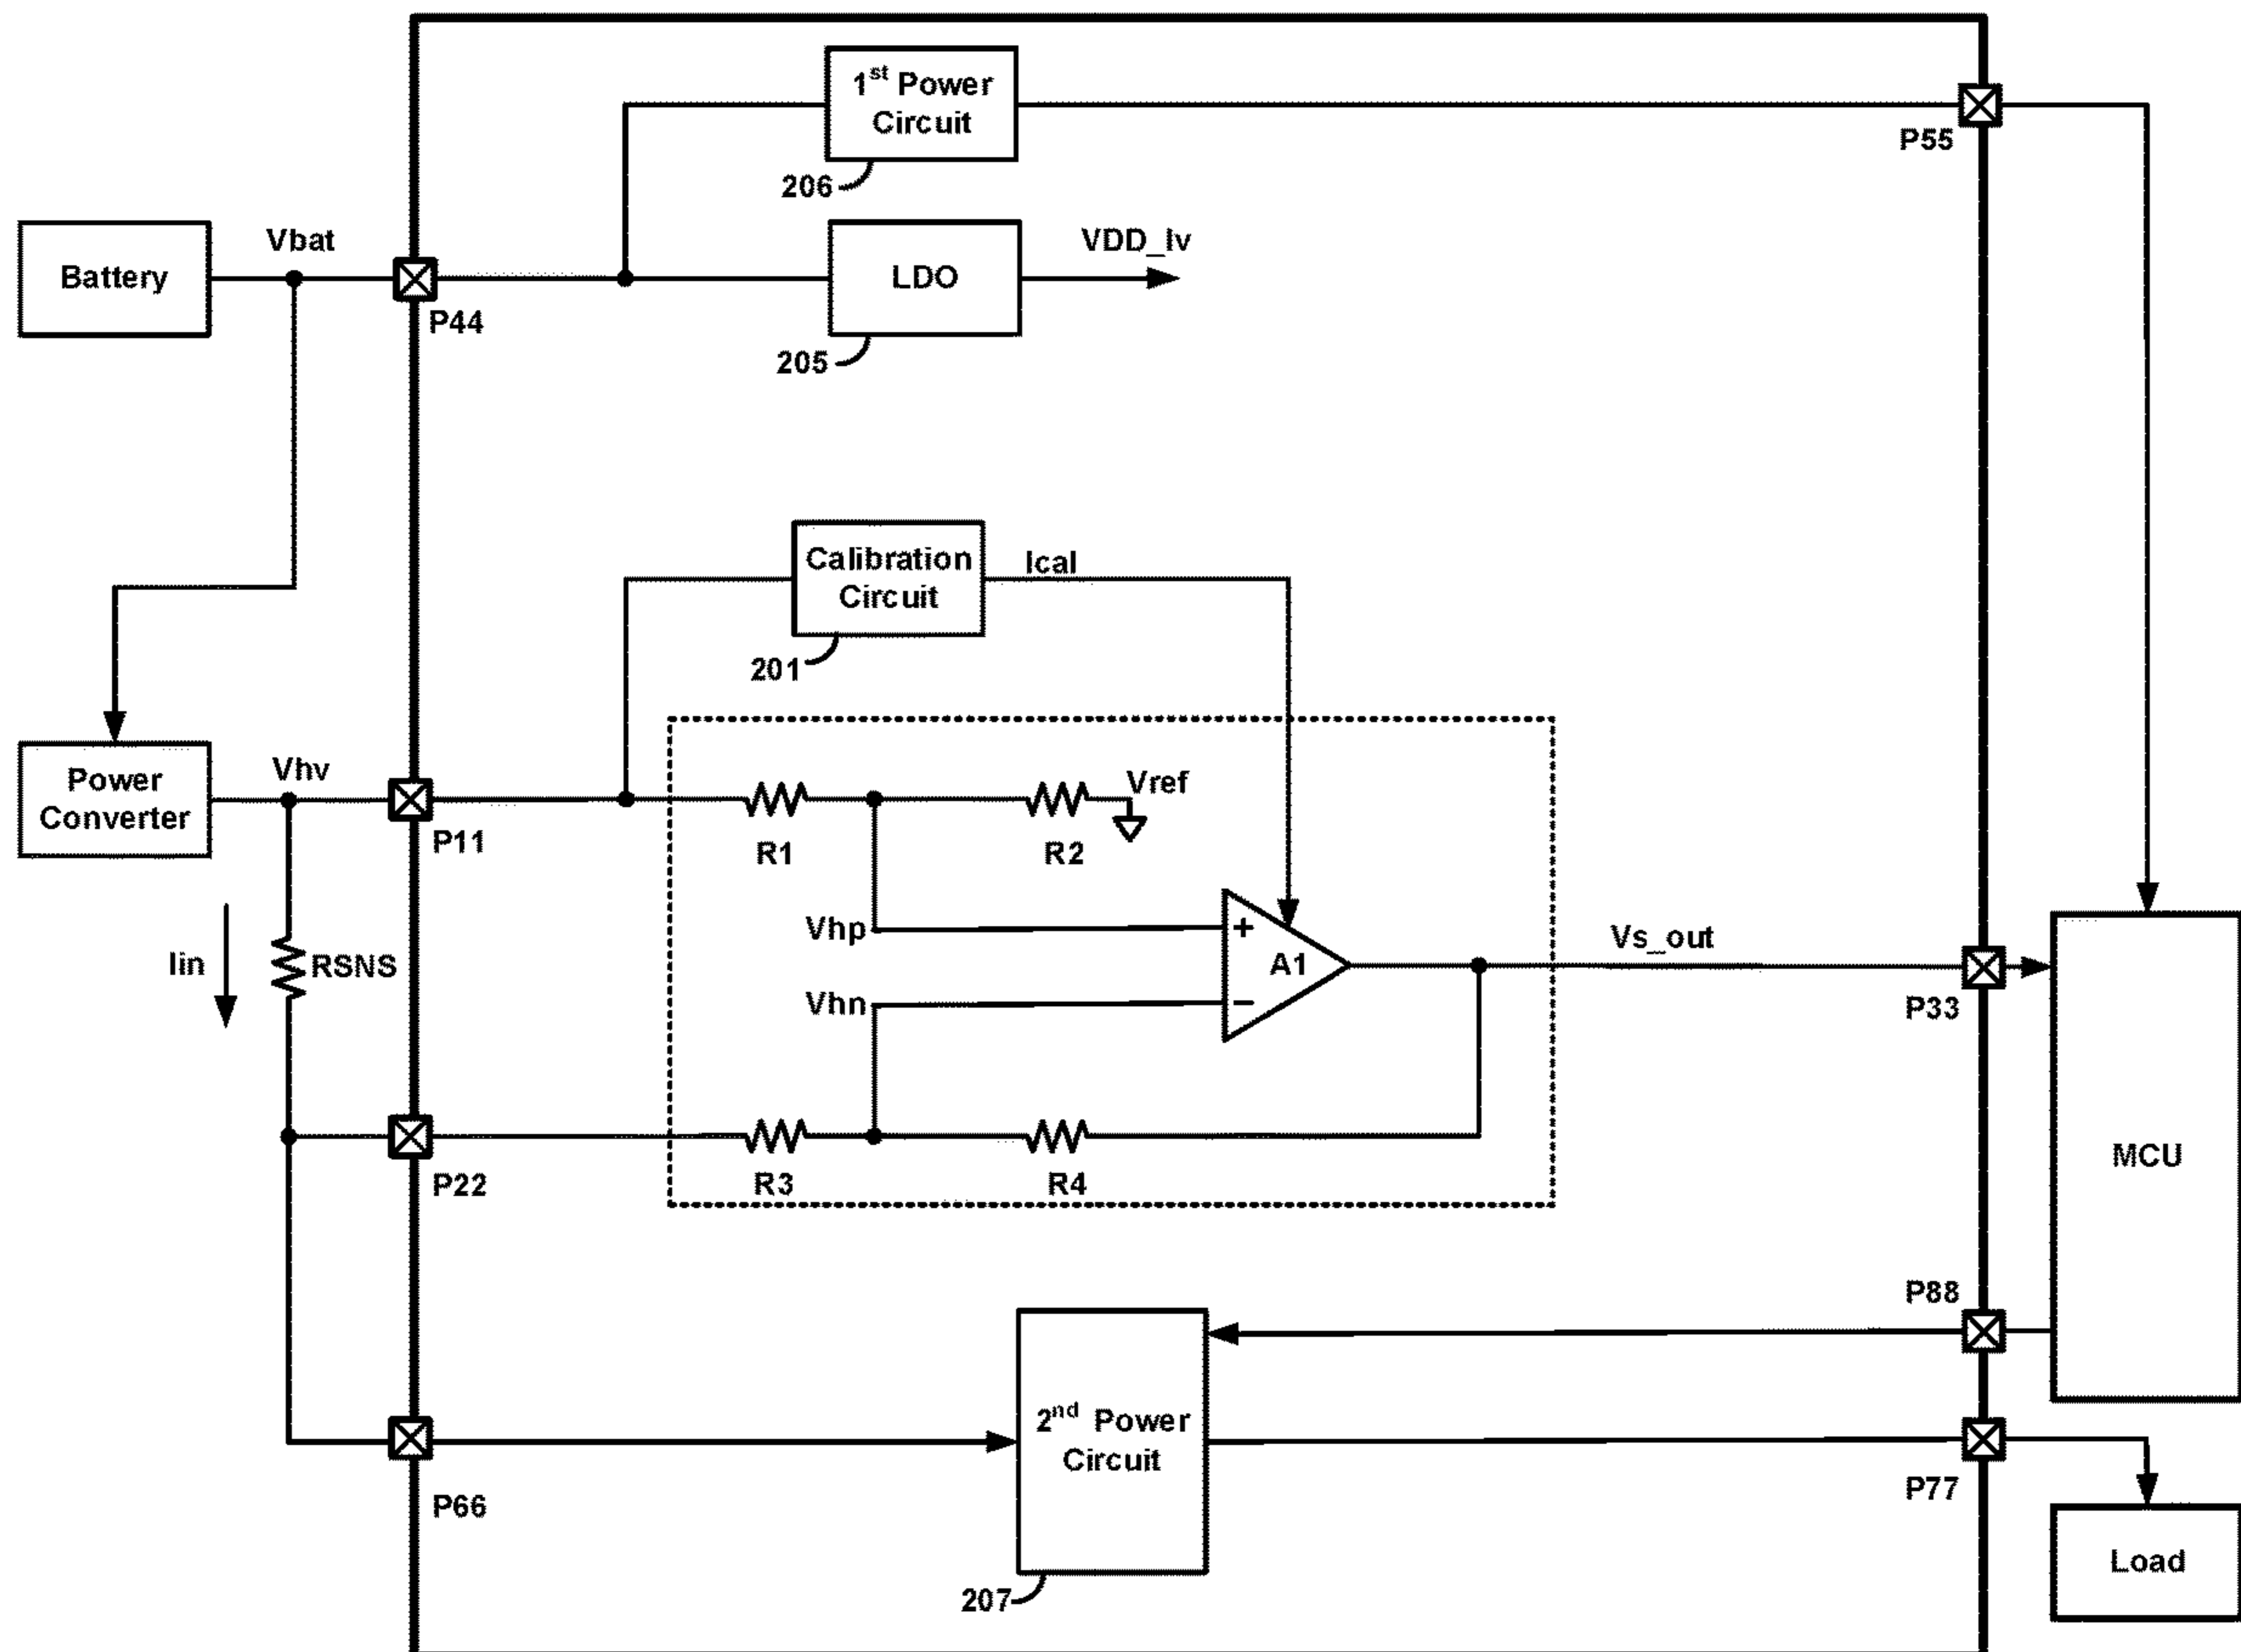 1st Power
Circuit
206
P55
Battery
Vbat
P44
LDO
VDD_lv
205
Calibration
Circuit
Ical
201
Power
Converter
Vhv
P11
R1
R2
Vref
Iin
RSNS
Vhp
Vhn
+
−
A1
Vs_out
P33
P22
R3
R4
MCU
P88
P66
2nd Power
Circuit
207
P77
Load